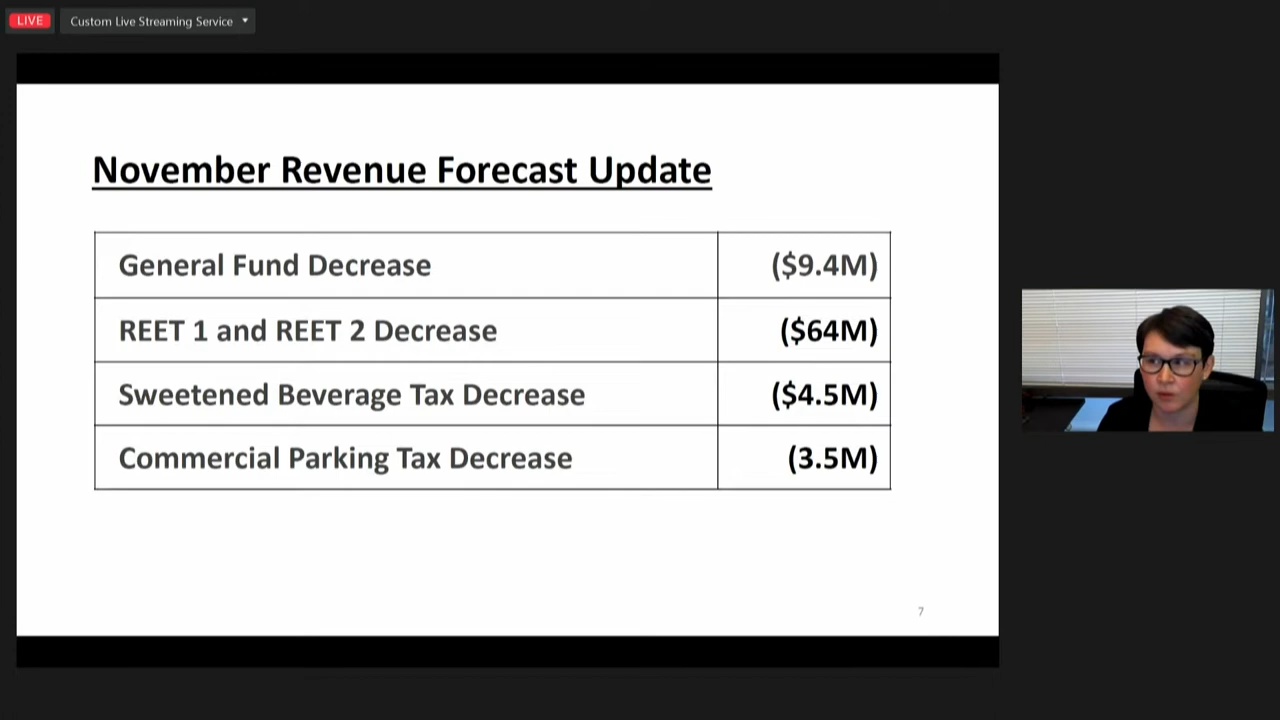 LIVE
Custom Live Streaming Service
November Revenue Forecast Update
General Fund Decrease ($9.4M)
REET 1 and REET 2 Decrease ($64M)
Sweetened Beverage Tax Decrease ($4.5M)
Commercial Parking Tax Decrease (3.5M)
7